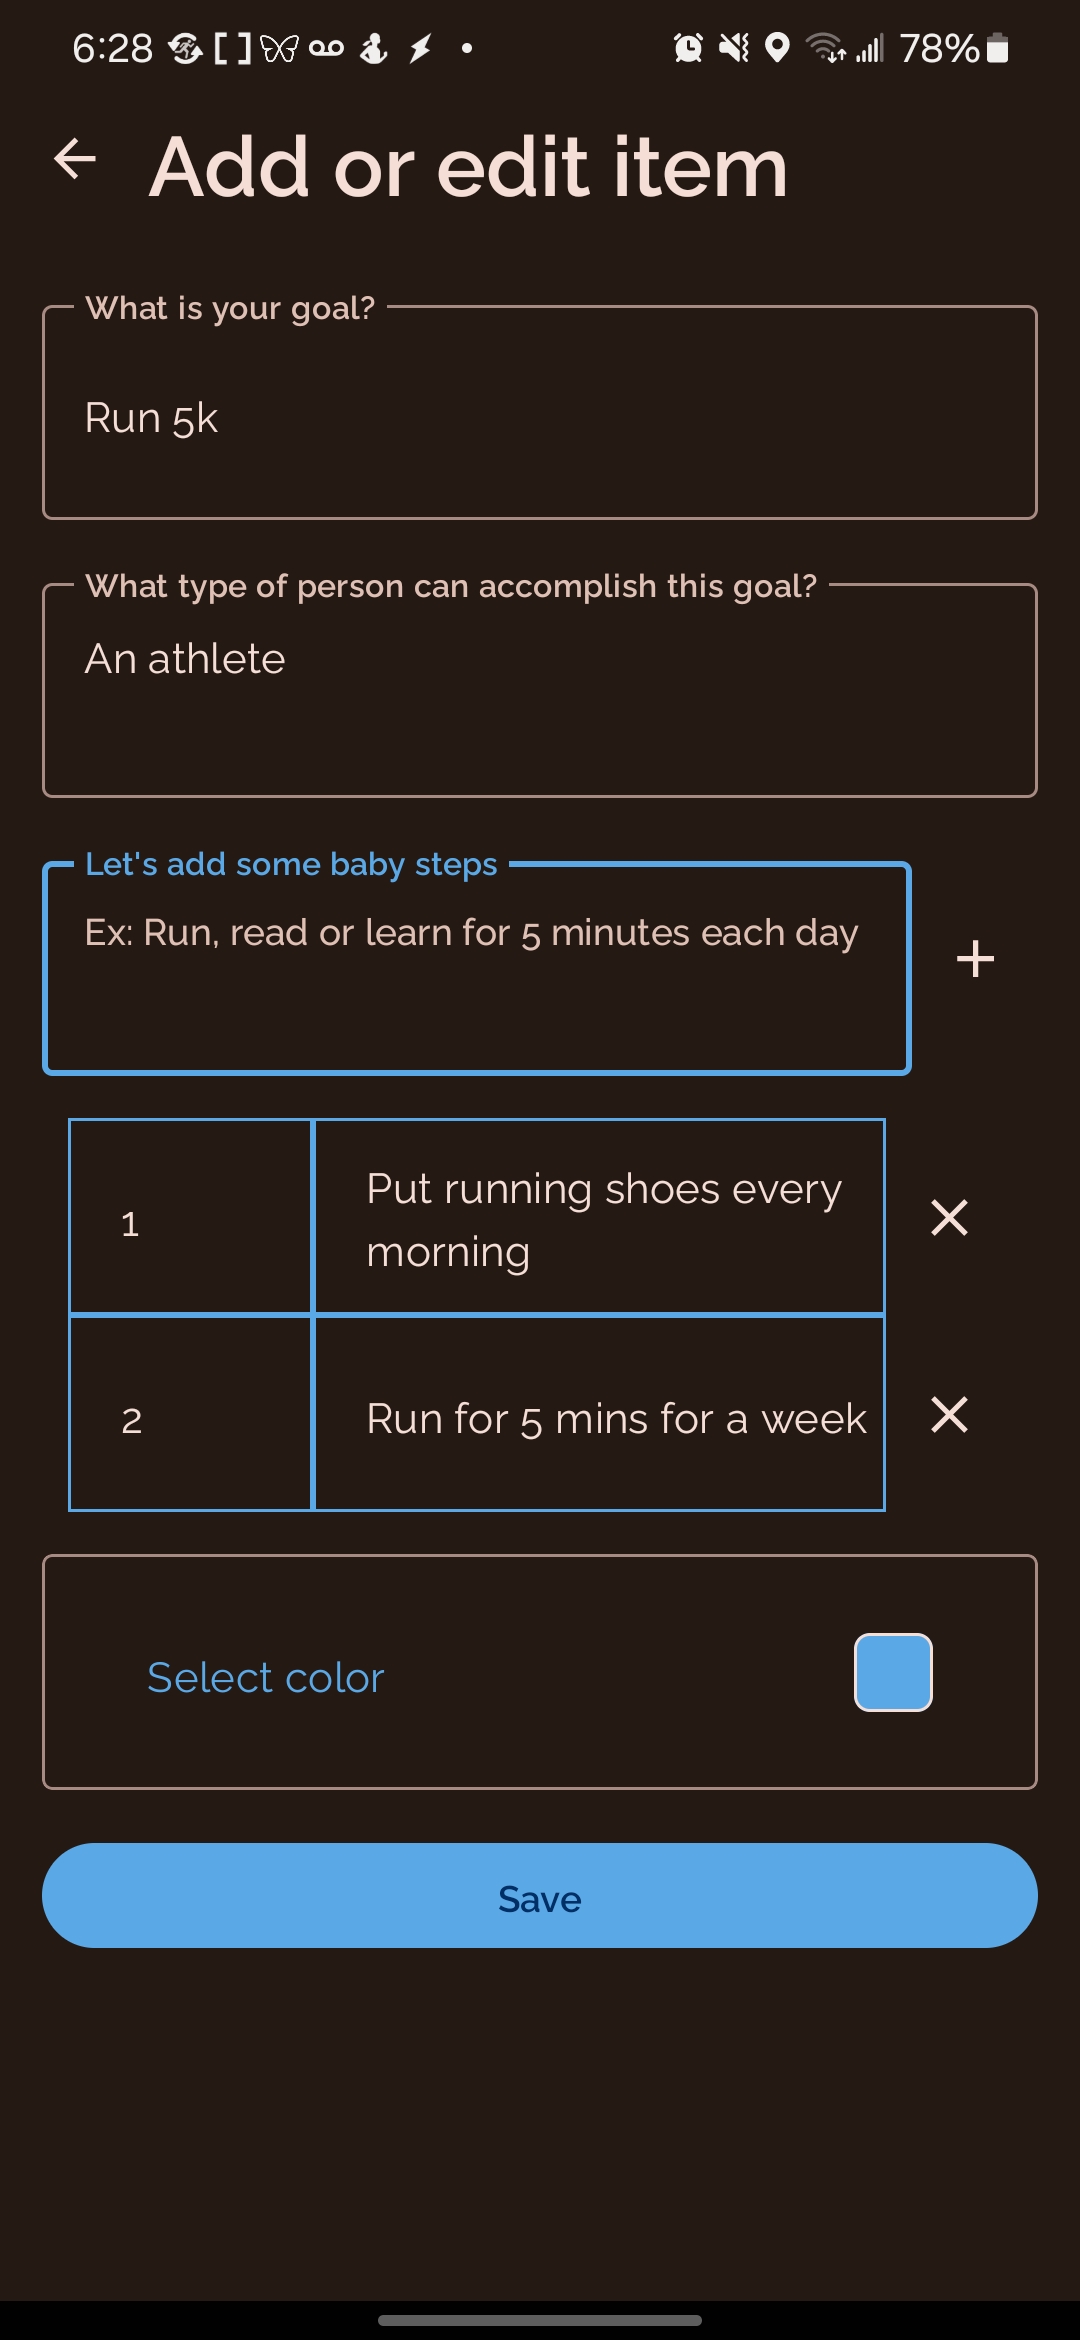 6:28 78%
Add or edit item
What is your goal?
Run 5k
What type of person can accomplish this goal?
An athlete
Let's add some baby steps
Ex: Run, read or learn for 5 minutes each day
1
Put running shoes every
morning
2
Run for 5 mins for a week
Select color
Save